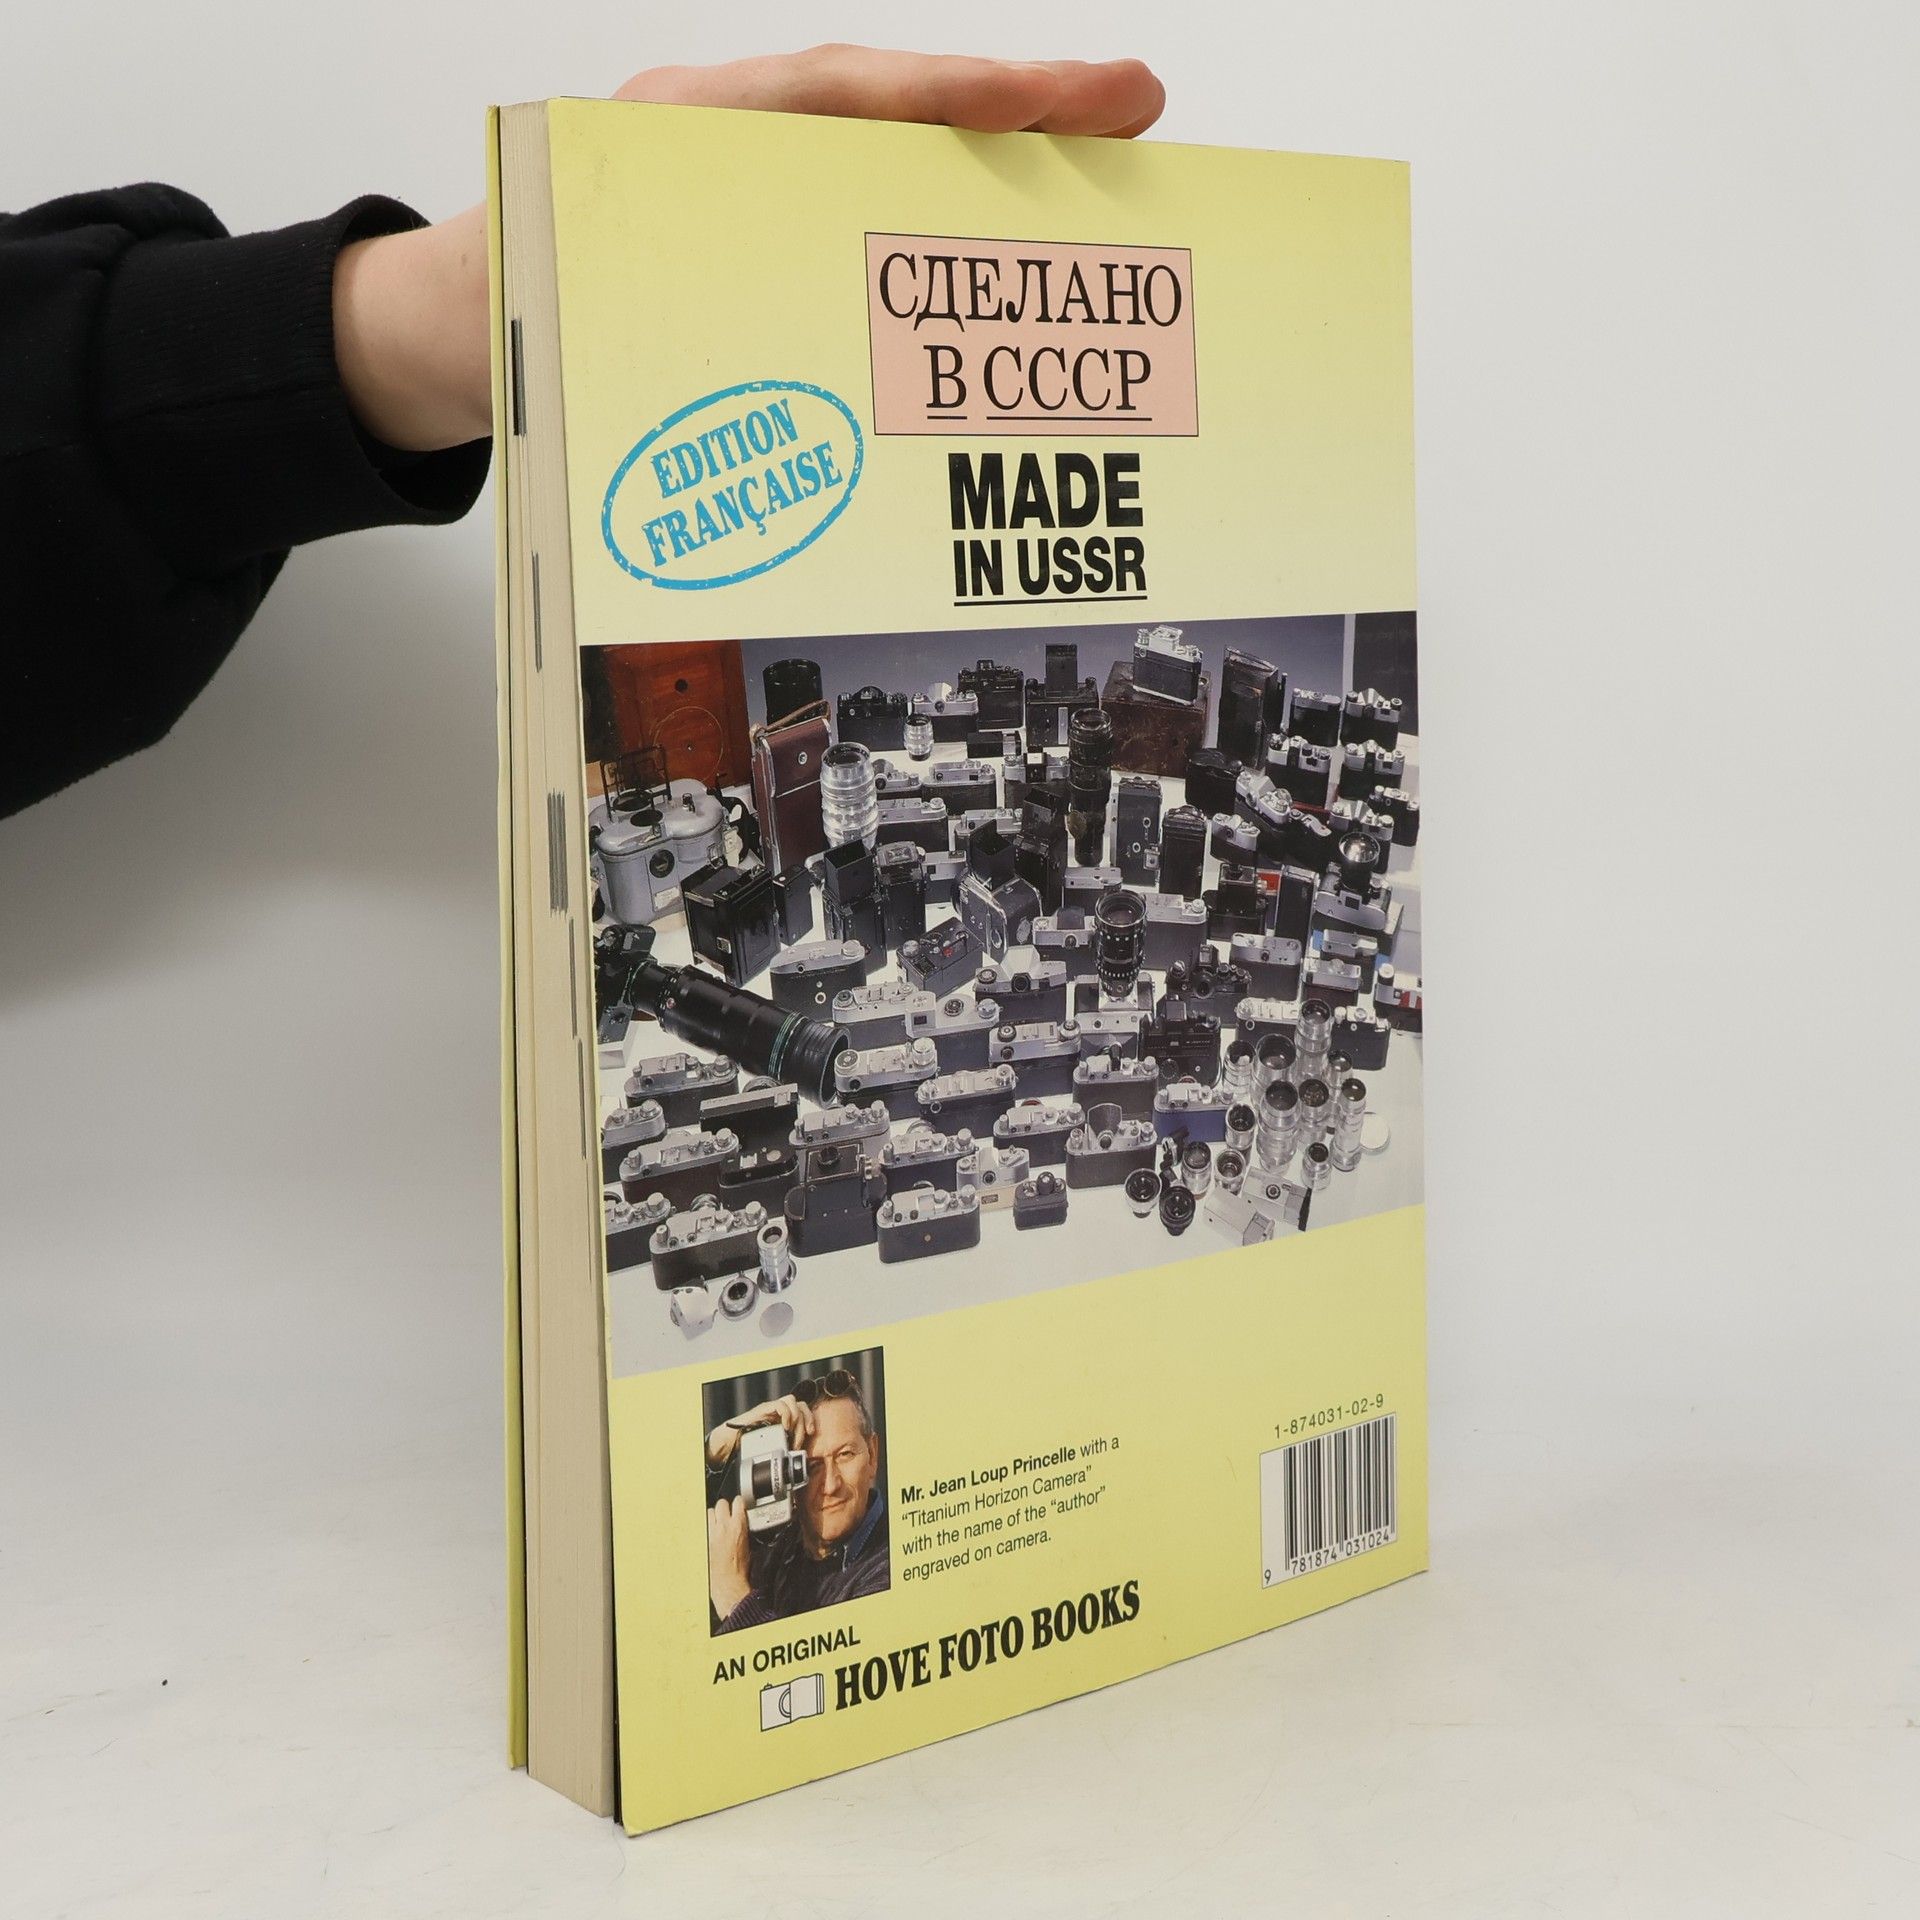 СДЕЛАНО
В СССР
EDITION
FRANÇAISE
MADE
IN USSR
Mr. Jean Loup Princelle with a
“Titanium Horizon Camera”
with the name of the “author”
engraved on camera.
1-874031-02-9
9 781874 031024
AN ORIGINAL
HOVE FOTO BOOKS